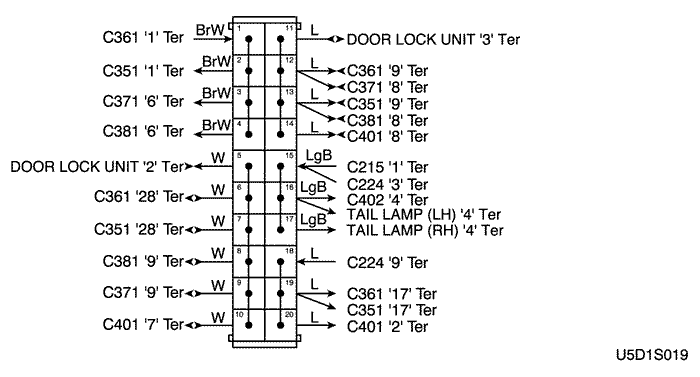 C361 '1' Ter BrW 1 11 L DOOR LOCK UNIT '3' Ter
C351 '1' Ter BrW 2 12 L C361 '9' Ter
C371 '8' Ter
C371 '6' Ter BrW 3 13 L C351 '9' Ter
C381 '8' Ter
C381 '6' Ter BrW 4 14 L C401 '8' Ter
DOOR LOCK UNIT '2' Ter W 5 15 LgB C215 '1' Ter
C224 '3' Ter
C361 '28' Ter W 6 16 LgB C402 '4' Ter
TAIL LAMP (LH) '4' Ter
C351 '28' Ter W 7 17 LgB TAIL LAMP (RH) '4' Ter
C381 '9' Ter W 8 18 L C224 '9' Ter
C371 '9' Ter W 9 19 L C361 '17' Ter
C351 '17' Ter
C401 '7' Ter W 10 20 L C401 '2' Ter
U5D1S019